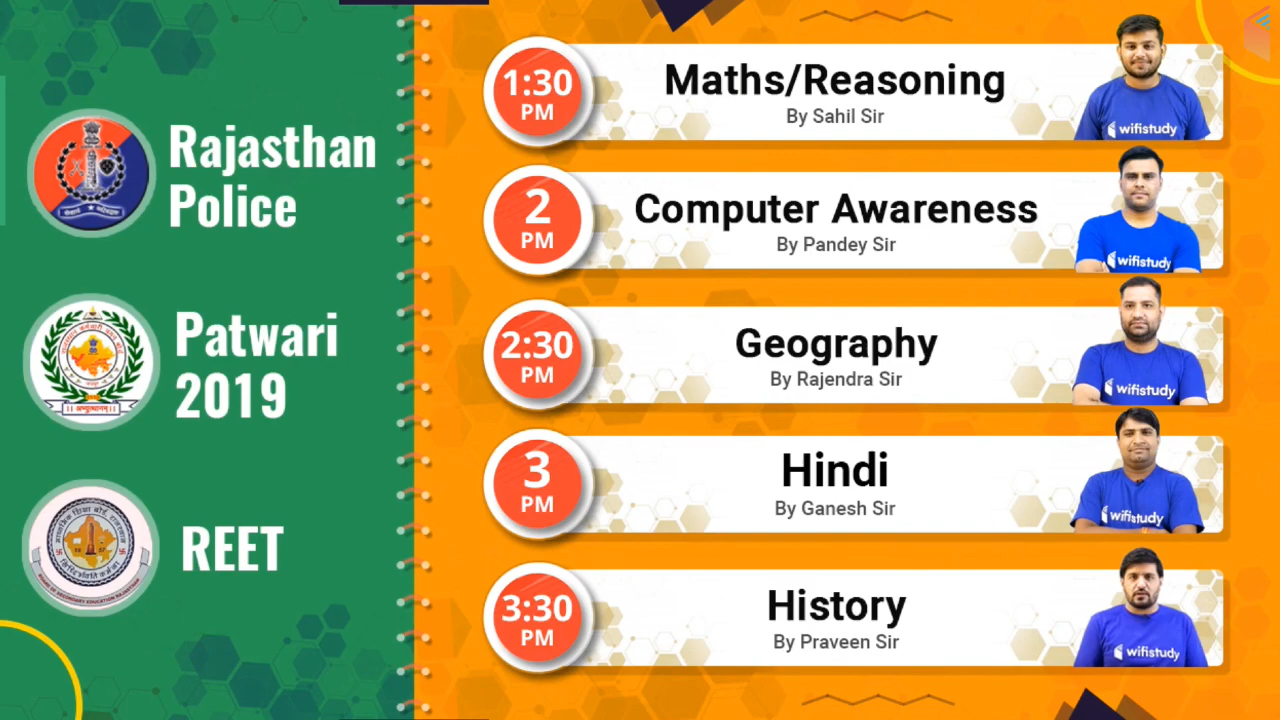 Rajasthan
Police
Patwari
2019
REET
1:30
PM
Maths/Reasoning
By Sahil Sir
wifistudy
2
PM
Computer Awareness
By Pandey Sir
wifistudy
2:30
PM
Geography
By Rajendra Sir
wifistudy
3
PM
Hindi
By Ganesh Sir
wifistudy
3:30
PM
History
By Praveen Sir
wifistudy